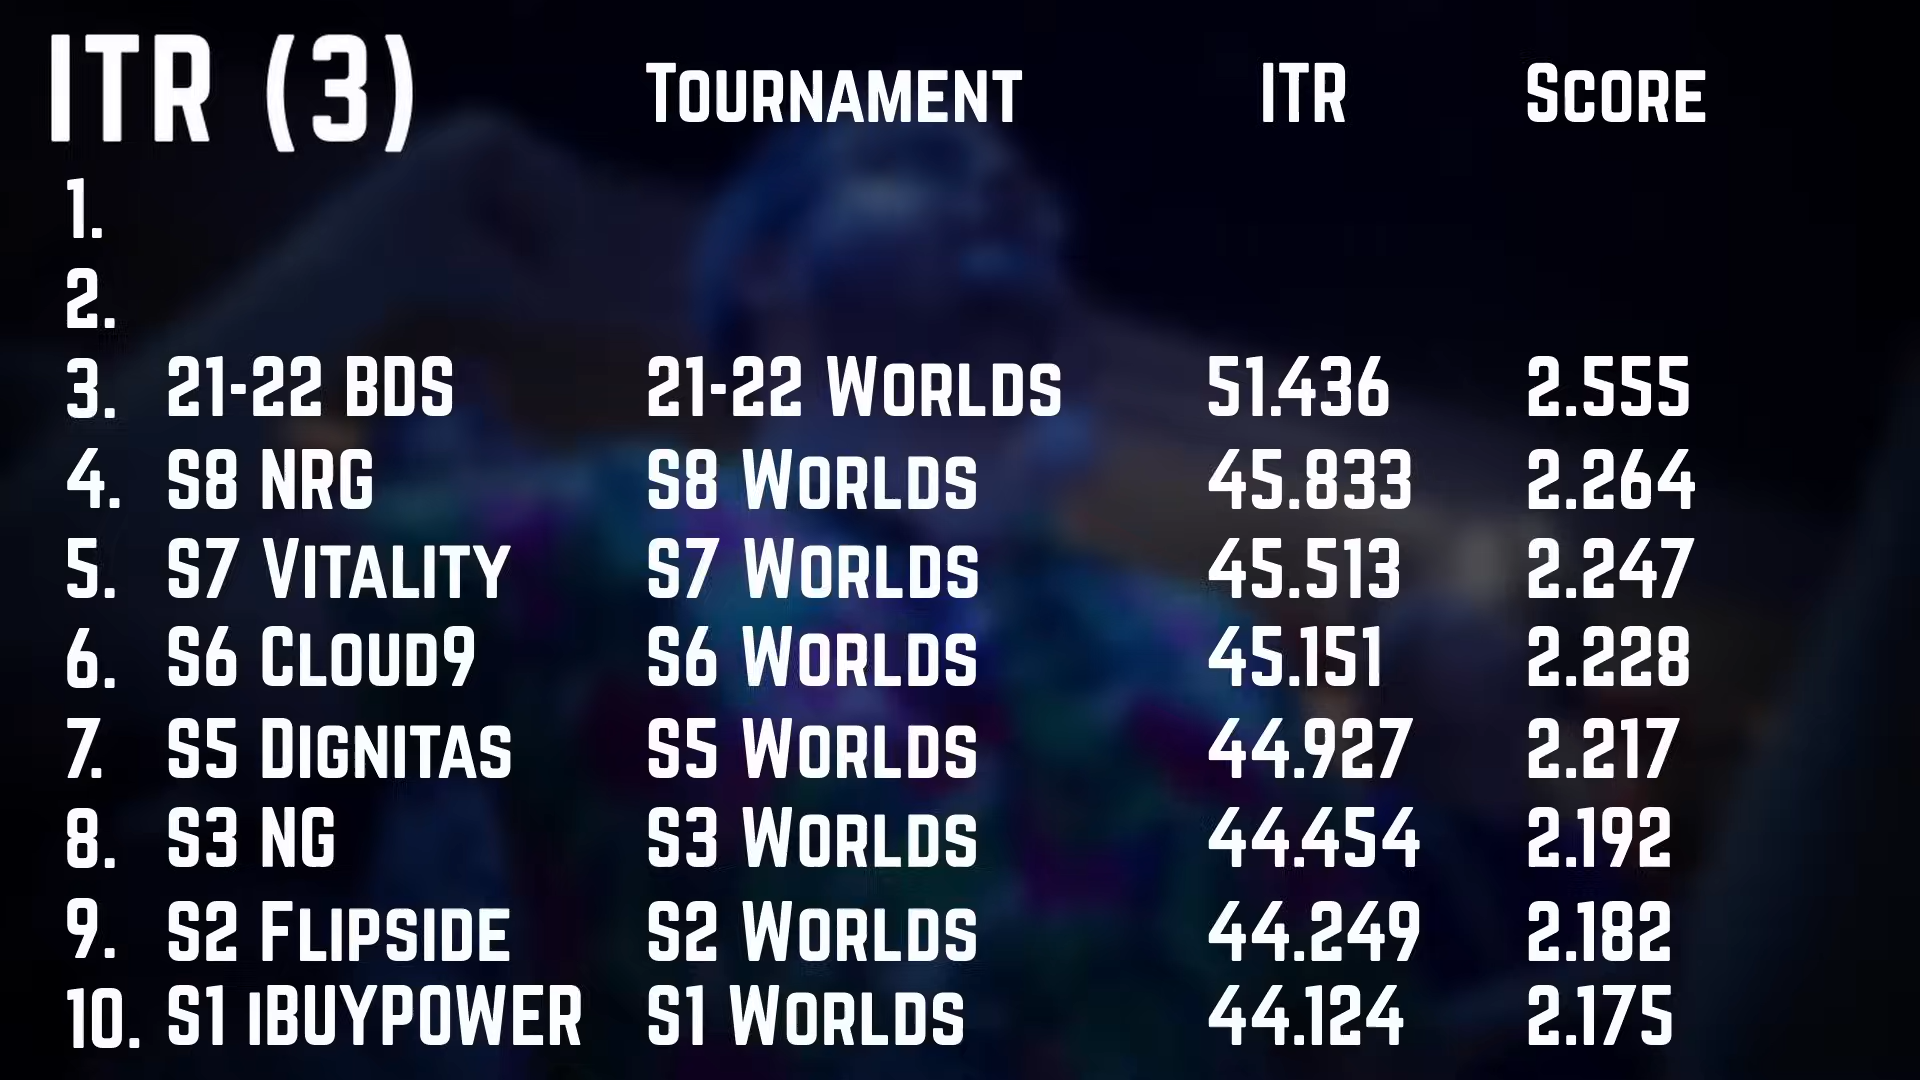 ITR (3) Tournament ITR Score
1.
2.
3. 21-22 BDS 21-22 Worlds 51.436 2.555
4. S8 NRG S8 Worlds 45.833 2.264
5. S7 Vitality S7 Worlds 45.513 2.247
6. S6 Cloud9 S6 Worlds 45.151 2.228
7. S5 Dignitas S5 Worlds 44.927 2.217
8. S3 NG S3 Worlds 44.454 2.192
9. S2 Flipside S2 Worlds 44.249 2.182
10. S1 iBUYPOWER S1 Worlds 44.124 2.175